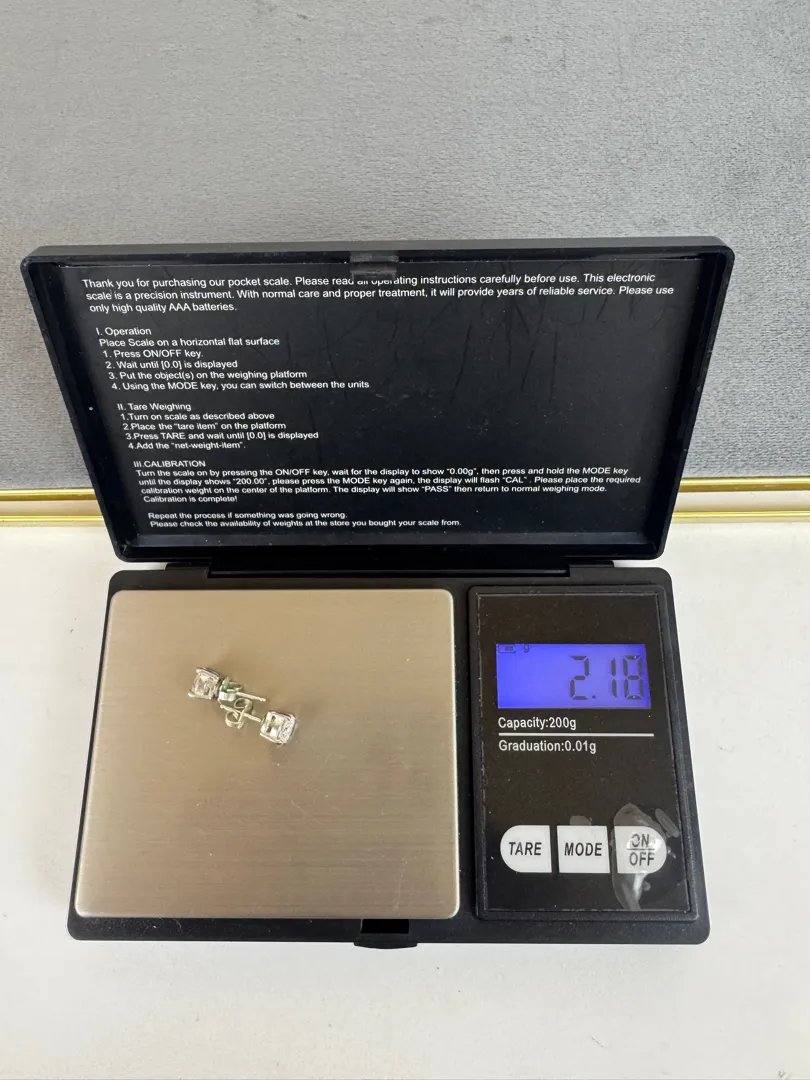 Thank you for purchasing our pocket scale. Please read all operating instructions carefully before use. This electronic
scale is a precision instrument. With normal care and proper treatment, it will provide years of reliable service. Please use
only high quality AAA batteries.
I. Operation
Place Scale on a horizontal flat surface
1. Press ON/OFF key.
2. Wait until [0.0] is displayed
3. Put the object(s) on the weighing platform
4. Using the MODE key, you can switch between the units
II. Tare Weighing
1.Turn on scale as described above
2.Place the "tare item" on the platform
3.Press TARE and wait until [0.0] is displayed
4.Add the "net-weight-item".
III.CALIBRATION
Turn the scale on by pressing the ON/OFF key, wait for the display to show "0.00g", then press and hold the MODE key
until the display shows "200.00", please press the MODE key again, the display will flash "CAL" . Please place the required
calibration weight on the center of the platform. The display will show "PASS" then return to normal weighing mode.
Calibration is complete!
Repeat the process if something was going wrong.
Please check the availability of weights at the store you bought your scale from.
g
2.18
Capacity:200g
Graduation:0.01g
TARE MODE ON/OFF